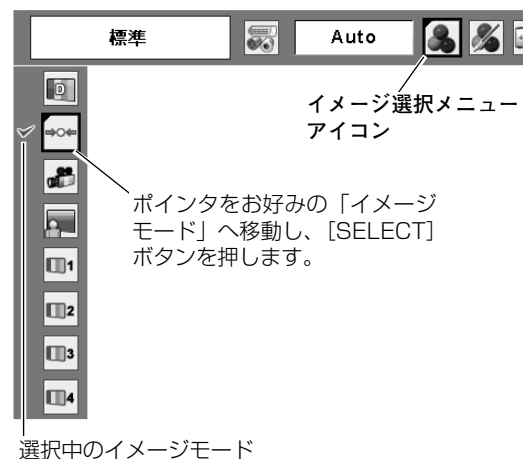 標準
Auto
イメージ選択メニュー
アイコン
D
ポインタをお好みの「イメージ
モード」へ移動し、[SELECT]
ボタンを押します。
1
2
3
4
選択中のイメージモード